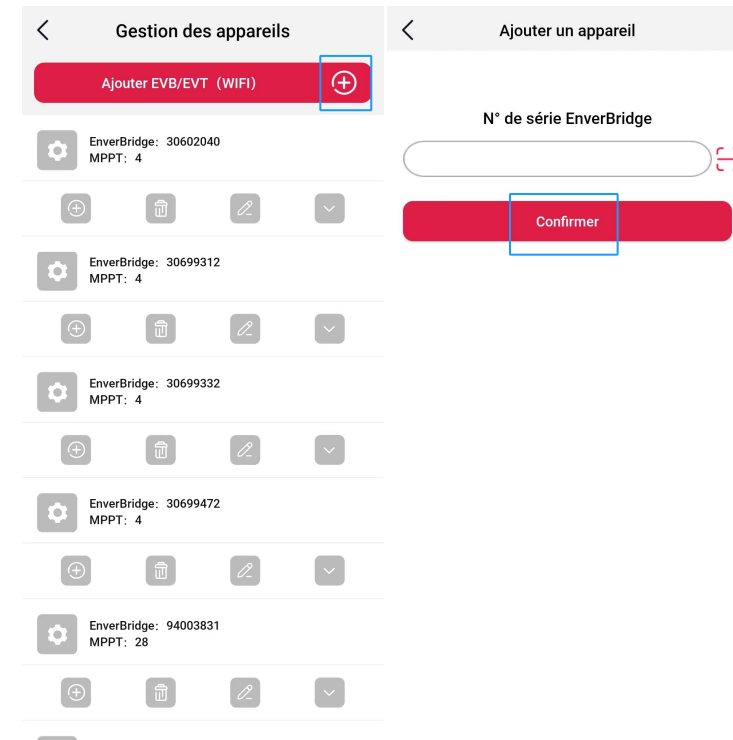 Gestion des appareils
Ajouter EVB/EVT（WIFI）
EnverBridge: 30602040
MPPT: 4
EnverBridge: 30699312
MPPT: 4
EnverBridge: 30699332
MPPT: 4
EnverBridge: 30699472
MPPT: 4
EnverBridge: 94003831
MPPT: 28
Ajouter un appareil
N° de série EnverBridge
Confirmer